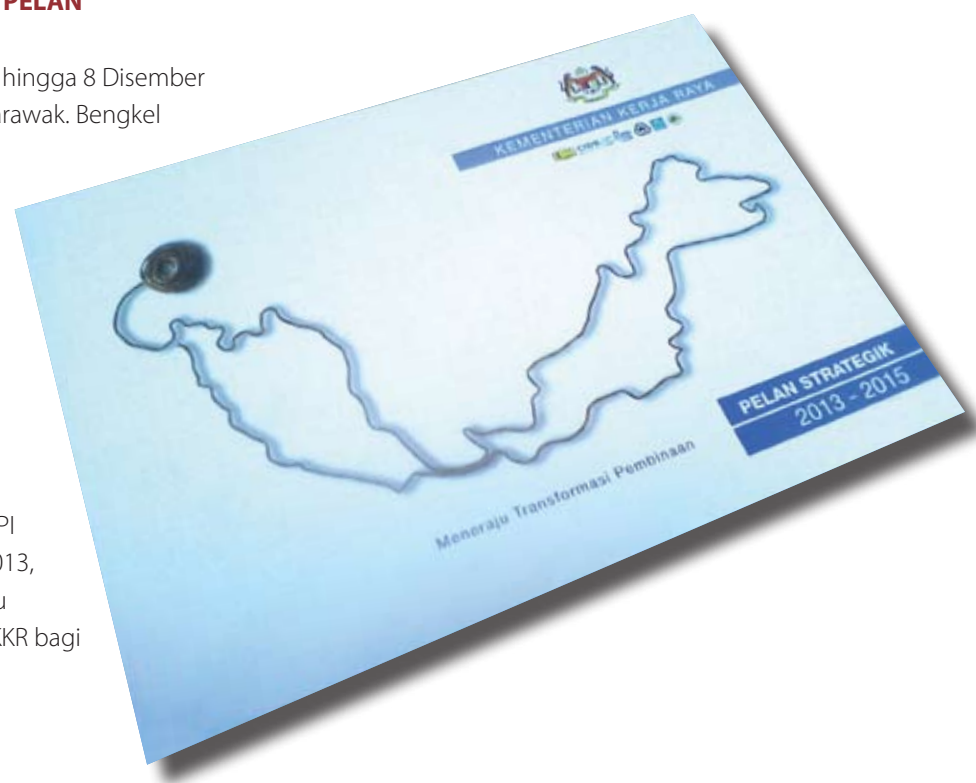 PELAN
hingga 8 Disember
arawak. Bengkel
KEMENTERIAN KERJA RAYA
PELAN STRATEGIK
2013 - 2015
Meneraju Transformasi Pembinaan
PI
013,
u
KKR bagi